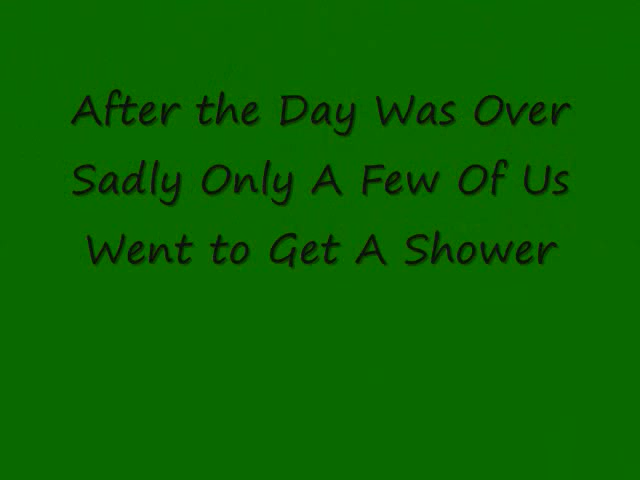 After the Day Was Over
Sadly Only A Few Of Us
Went to Get A Shower